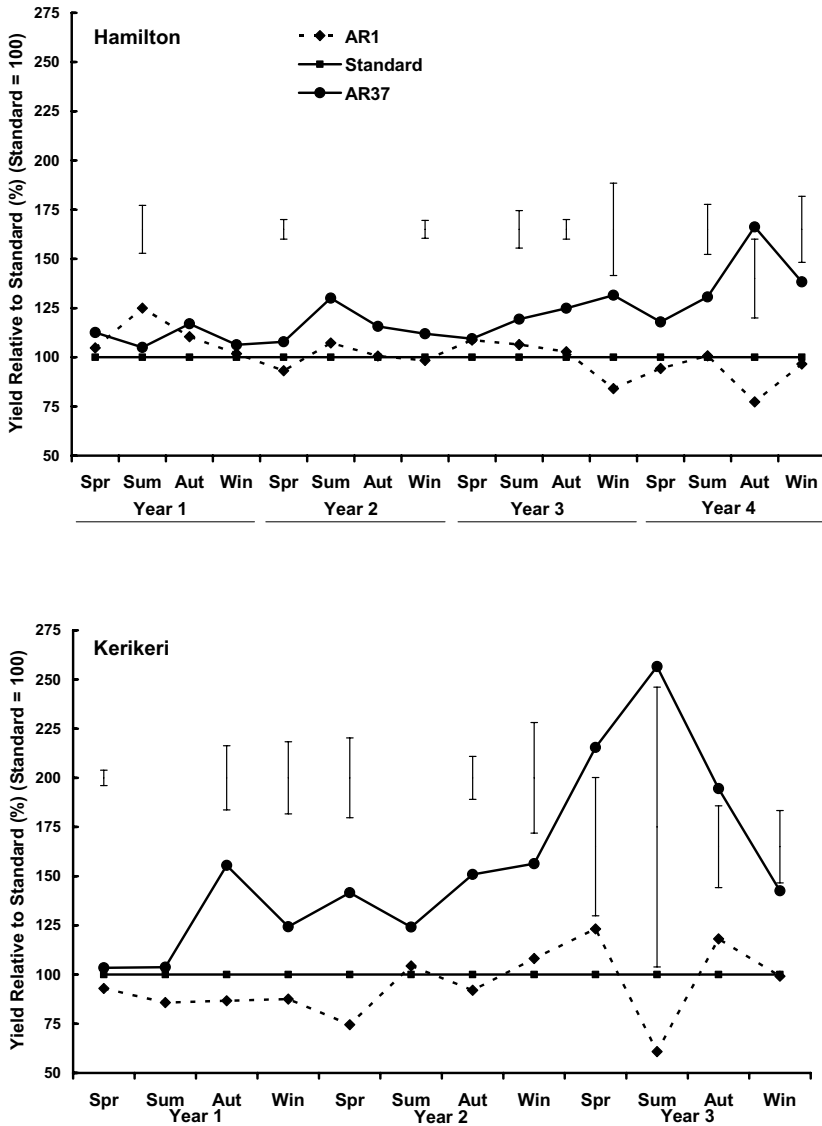 Yield Relative to Standard (%) (Standard = 100)
275
250
225
200
175
150
125
100
75
50
Hamilton
AR1
Standard
AR37
Spr Sum Aut Win Spr Sum Aut Win Spr Sum Aut Win Spr Sum Aut Win
Year 1 Year 2 Year 3 Year 4
Yield Relative to Standard (%) (Standard = 100)
275
250
225
200
175
150
125
100
75
50
Kerikeri
Spr Sum Aut Win Spr Sum Aut Win Spr Sum Aut Win
Year 1 Year 2 Year 3